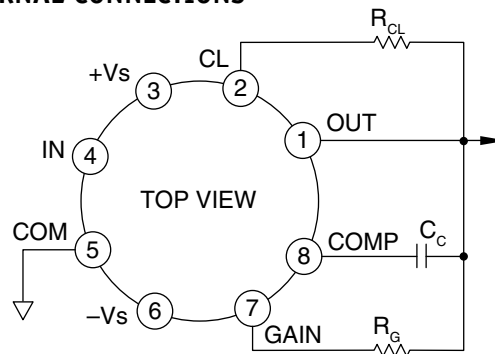 RNAL CONNECTIONS
R_CL
+Vs
CL
3
2
IN
4
1
OUT
TOP VIEW
COM
5
8
COMP
C_C
–Vs
6
7
GAIN
R_G